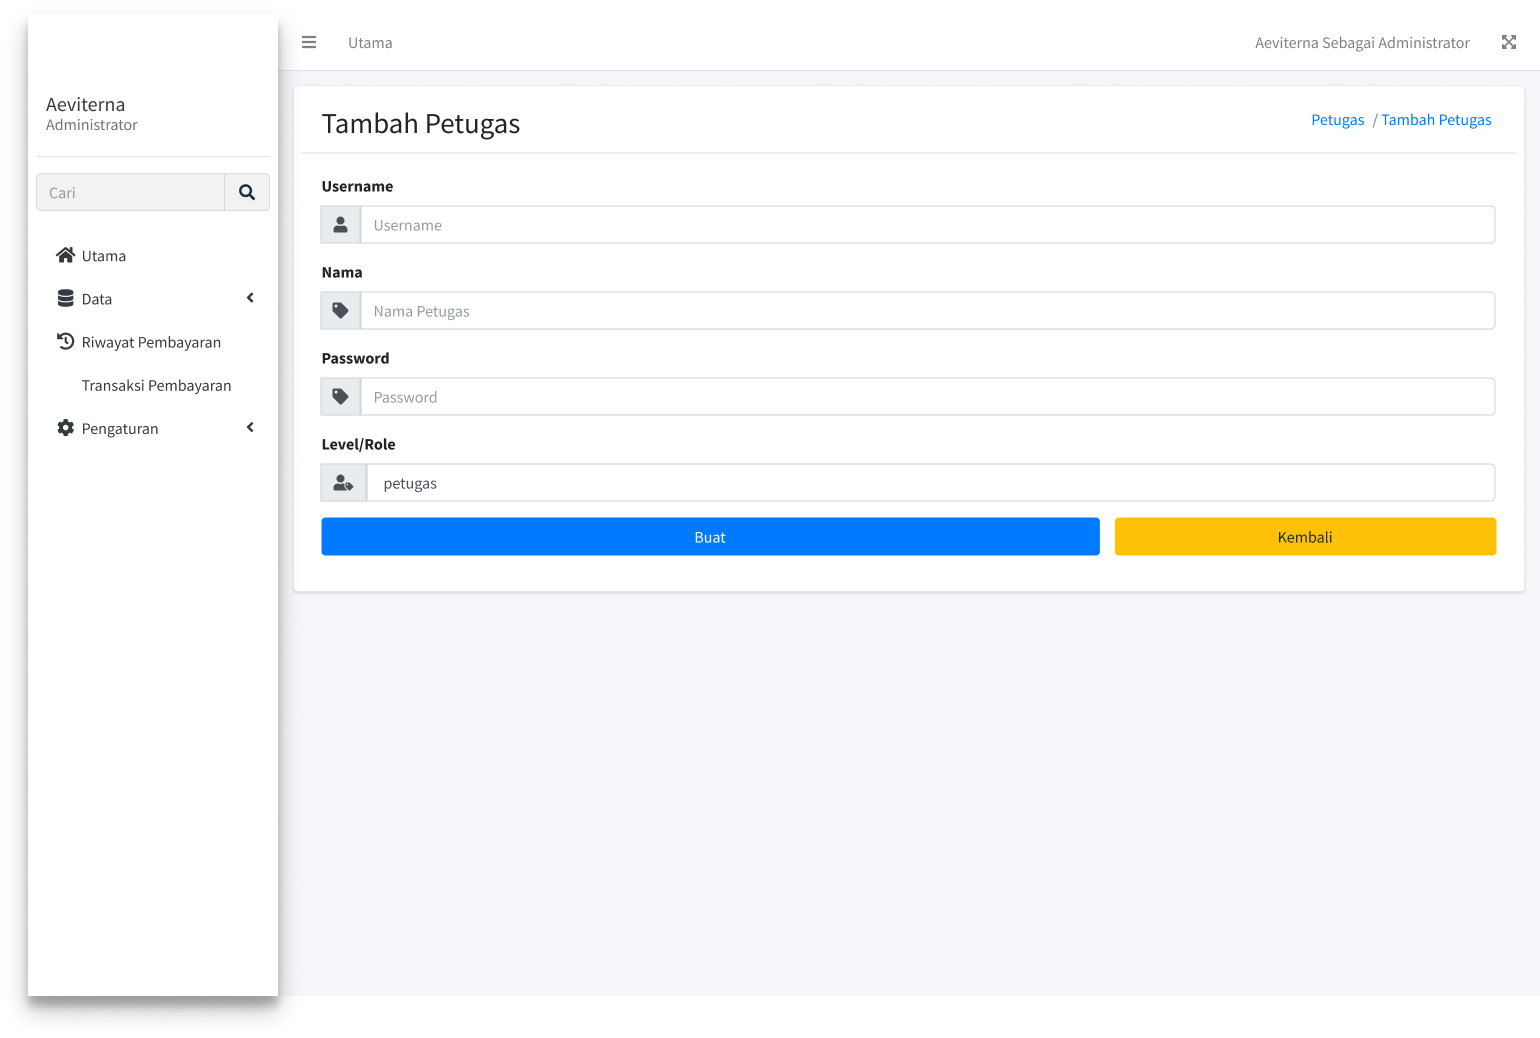 Aeviterna
Administrator
Cari
Utama
Data
Riwayat Pembayaran
Transaksi Pembayaran
Pengaturan
Utama
Aeviterna Sebagai Administrator
Tambah Petugas
Petugas / Tambah Petugas
Username
Username
Nama
Nama Petugas
Password
Password
Level/Role
petugas
Buat
Kembali